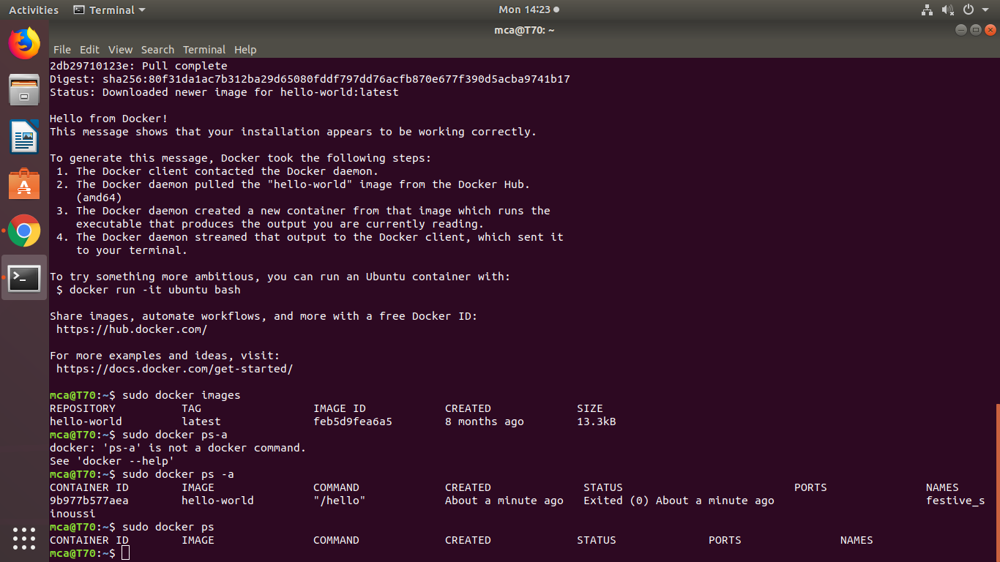 Activities
Terminal
Mon 14:23
mca@T70: ~
File Edit View Search Terminal Help
2db29710123e: Pull complete
Digest: sha256:80f31da1ac7b312ba29d65080fddf797dd76acfb870e677f390d5acba9741b17
Status: Downloaded newer image for hello-world:latest
Hello from Docker!
This message shows that your installation appears to be working correctly.
To generate this message, Docker took the following steps:
1. The Docker client contacted the Docker daemon.
2. The Docker daemon pulled the "hello-world" image from the Docker Hub.
(amd64)
3. The Docker daemon created a new container from that image which runs the
executable that produces the output you are currently reading.
4. The Docker daemon streamed that output to the Docker client, which sent it
to your terminal.
To try something more ambitious, you can run an Ubuntu container with:
$ docker run -it ubuntu bash
Share images, automate workflows, and more with a free Docker ID:
https://hub.docker.com/
For more examples and ideas, visit:
https://docs.docker.com/get-started/
mca@T70:~$ sudo docker images
REPOSITORY TAG IMAGE ID CREATED SIZE
hello-world latest feb5d9fea6a5 8 months ago 13.3kB
mca@T70:~$ sudo docker ps-a
docker: 'ps-a' is not a docker command.
See 'docker --help'
mca@T70:~$ sudo docker ps -a
CONTAINER ID IMAGE COMMAND CREATED STATUS PORTS NAMES
9b977b577aea hello-world "/hello" About a minute ago Exited (0) About a minute ago festive_s
inoussi
mca@T70:~$ sudo docker ps
CONTAINER ID IMAGE COMMAND CREATED STATUS PORTS NAMES
mca@T70:~$